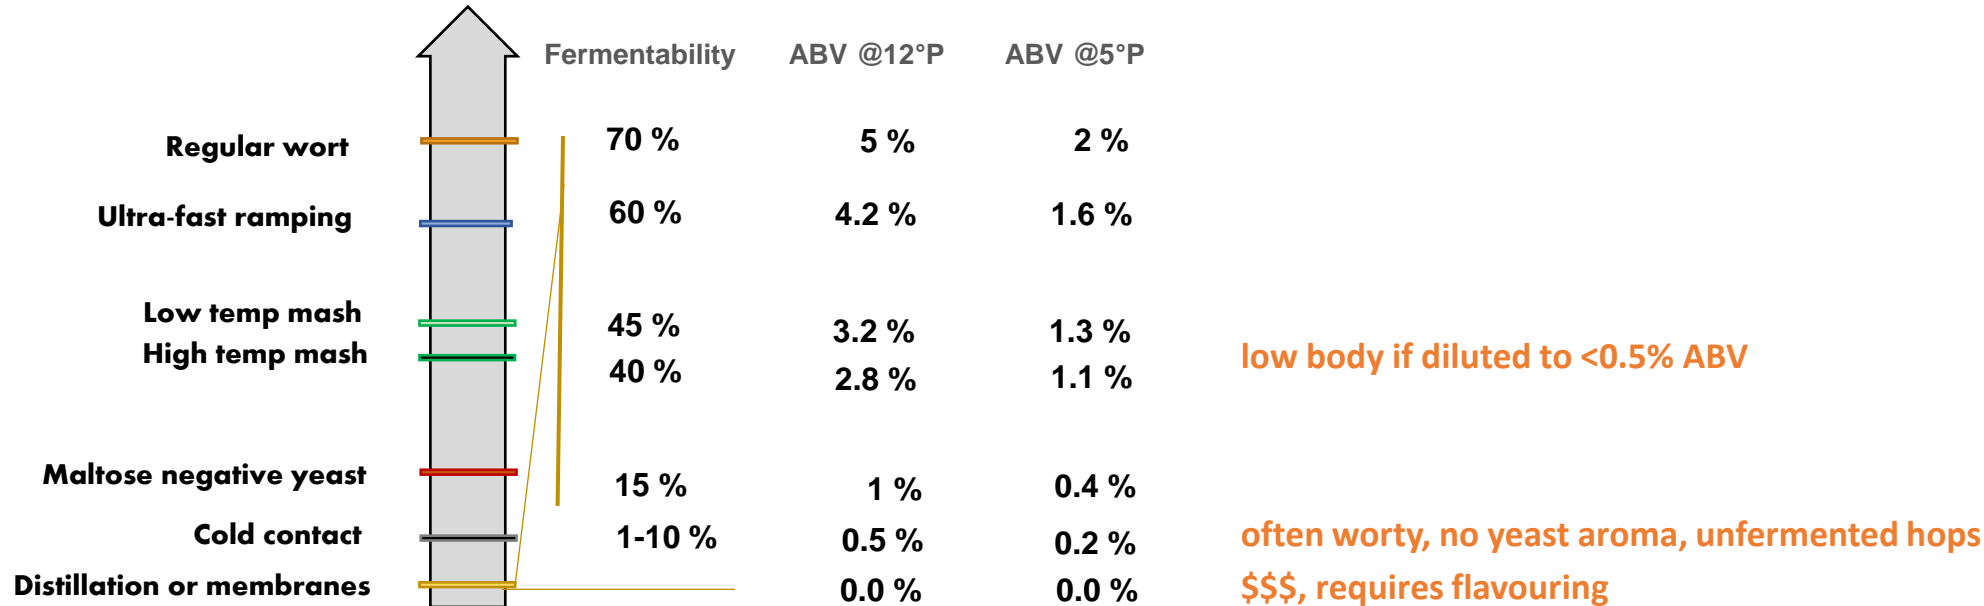 Fermentability ABV @12°P ABV @5°P
Regular wort 70 % 5 % 2 %
Ultra-fast ramping 60 % 4.2 % 1.6 %
Low temp mash 45 % 3.2 % 1.3 %
High temp mash 40 % 2.8 % 1.1 % low body if diluted to <0.5% ABV
Maltose negative yeast 15 % 1 % 0.4 %
Cold contact 1-10 % 0.5 % 0.2 % often worty, no yeast aroma, unfermented hops
Distillation or membranes 0.0 % 0.0 % $$$, requires flavouring